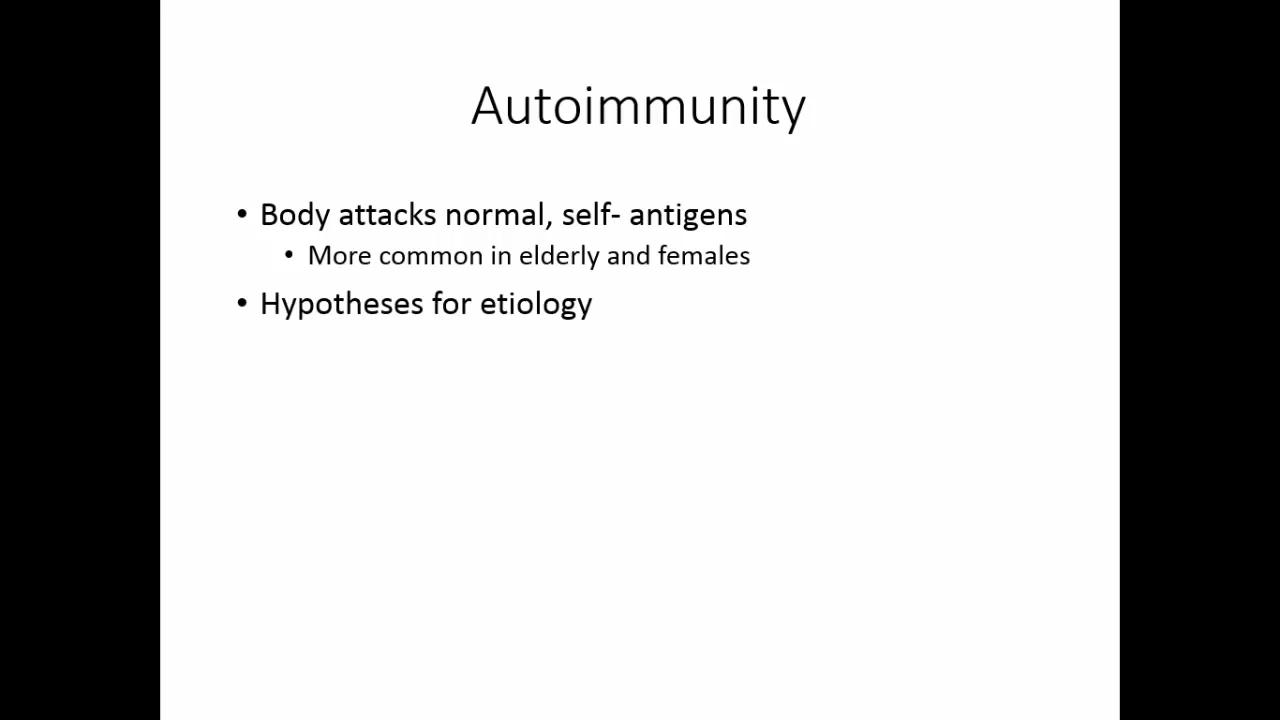 Autoimmunity
• Body attacks normal, self- antigens
• More common in elderly and females
• Hypotheses for etiology